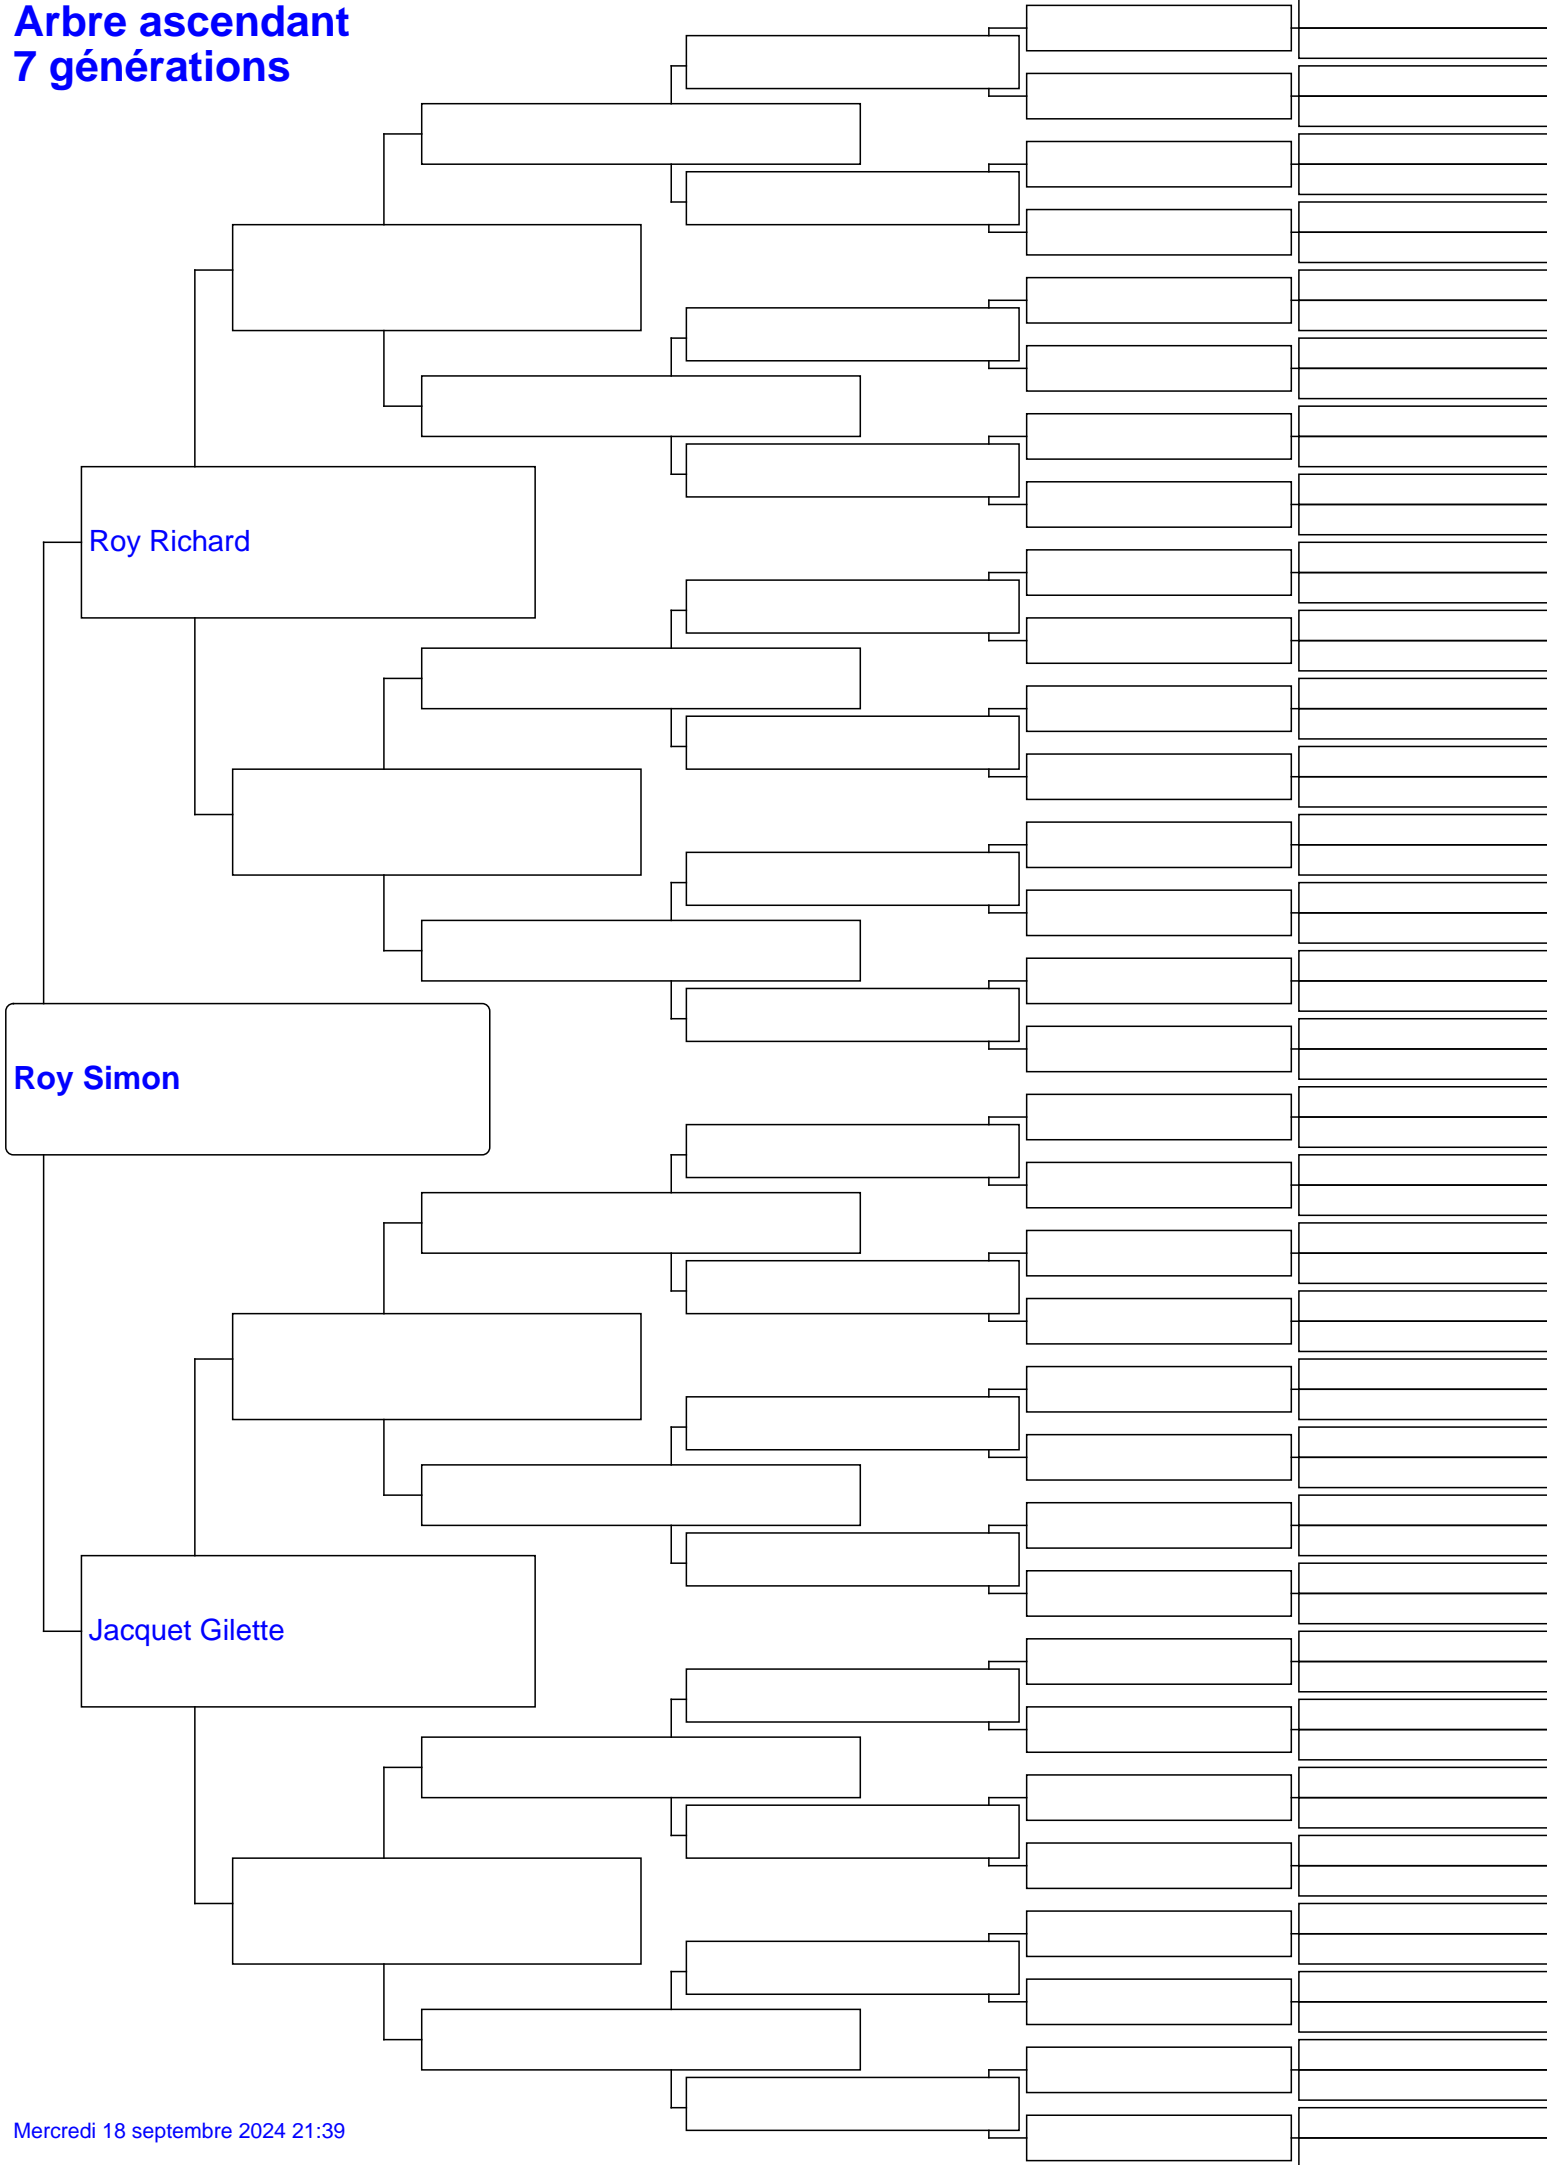 Arbre ascendant
7 générations
Roy Richard
Roy Simon
Jacquet Gilette
Mercredi 18 septembre 2024 21:39